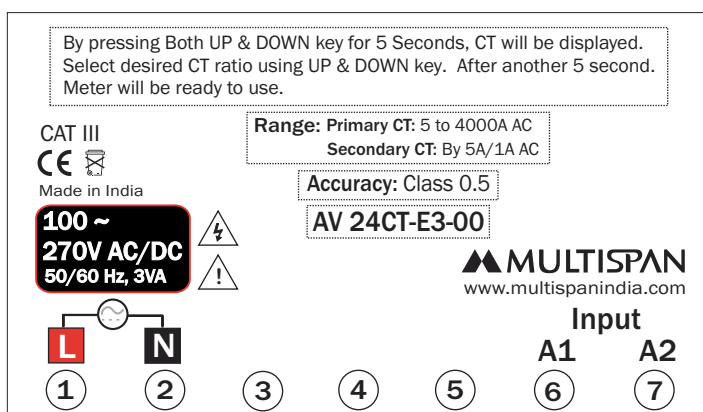 By pressing Both UP & DOWN key for 5 Seconds, CT will be displayed.
Select desired CT ratio using UP & DOWN key. After another 5 second.
Meter will be ready to use.
Range: Primary CT: 5 to 4000A AC
Secondary CT: By 5A/1A AC
CAT III
CE
Made in India
Accuracy: Class 0.5
100 ~
270V AC/DC
50/60 Hz, 3VA
AV 24CT-E3-00
MULTISPAN
www.multispanindia.com
Input
L N A1 A2
1 2 3 4 5 6 7